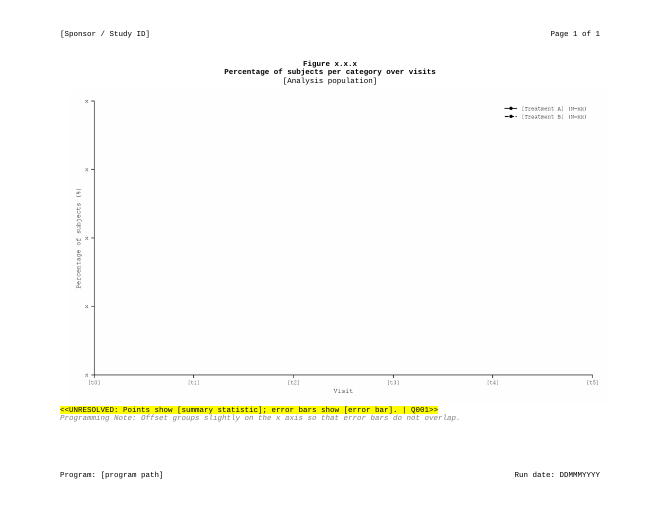 [Sponsor / Study ID] Page 1 of 1
Figure x.x.x
Percentage of subjects per category over visits
[Analysis population]
x
[Treatment A] (N=xx)
[Treatment B] (N=xx)
x
Percentage of subjects (%)
x
x
x
[t0] [t1] [t2] [t3] [t4] [t5]
Visit
<<UNRESOLVED: Points show [summary statistic]; error bars show [error bar]. | Q001>>
Programming Note: Offset groups slightly on the x axis so that error bars do not overlap.
Program: [program path] Run date: DDMMMYYYY